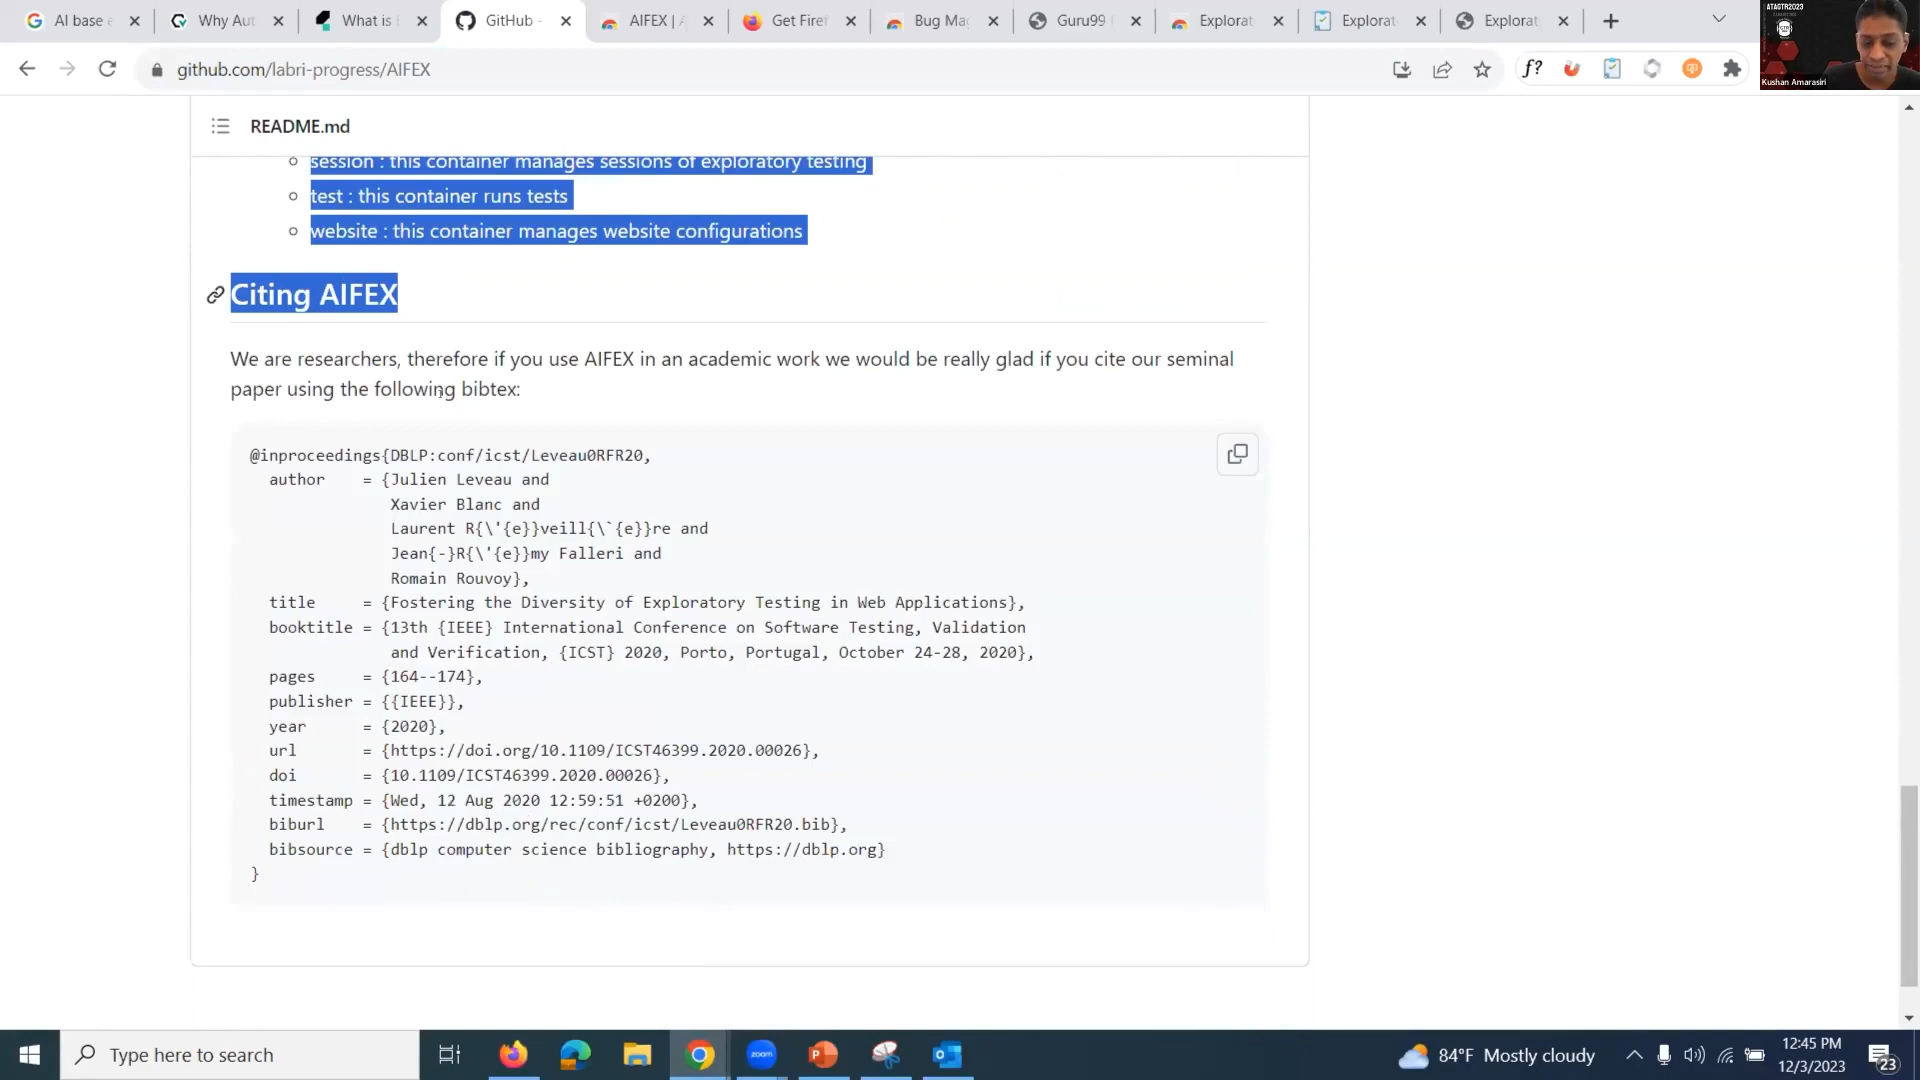 AI base
Why Aut
What is
GitHub -
AIFEX | A
Get Firef
Bug Mag
Guru99
Explorat
Explorat
Explorat
github.com/labri-progress/AIFEX
ATAGTR2023
Kushan Amarasiri
README.md
session : this container manages sessions of exploratory testing
test : this container runs tests
website : this container manages website configurations
Citing AIFEX
We are researchers, therefore if you use AIFEX in an academic work we would be really glad if you cite our seminal
paper using the following bibtex:
@inproceedings{DBLP:conf/icst/Leveau0RFR20,
author = {Julien Leveau and
Xavier Blanc and
Laurent R{\'{e}}veill{\`{e}}re and
Jean{-}R{\'{e}}my Falleri and
Romain Rouvoy},
title = {Fostering the Diversity of Exploratory Testing in Web Applications},
booktitle = {13th {IEEE} International Conference on Software Testing, Validation
and Verification, {ICST} 2020, Porto, Portugal, October 24-28, 2020},
pages = {164--174},
publisher = {{IEEE}},
year = {2020},
url = {https://doi.org/10.1109/ICST46399.2020.00026},
doi = {10.1109/ICST46399.2020.00026},
timestamp = {Wed, 12 Aug 2020 12:59:51 +0200},
biburl = {https://dblp.org/rec/conf/icst/Leveau0RFR20.bib},
bibsource = {dblp computer science bibliography, https://dblp.org}
}
Type here to search
zoom
84°F Mostly cloudy
12:45 PM
12/3/2023
23